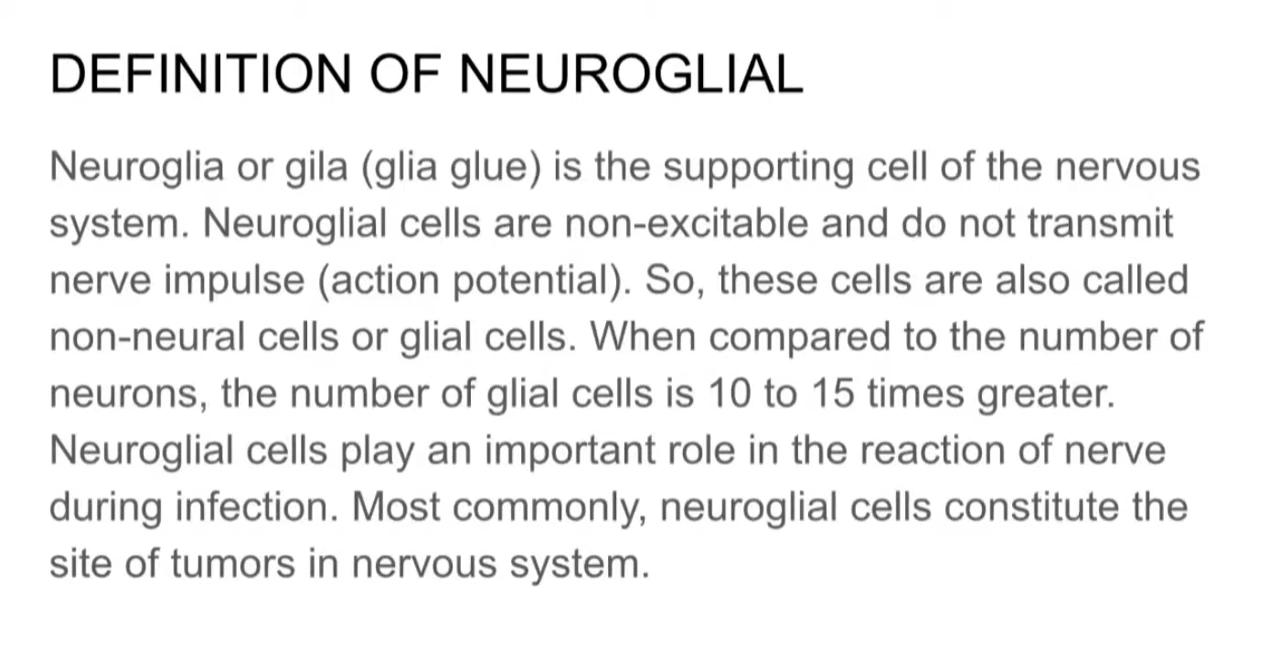 DEFINITION OF NEUROGLIAL
Neuroglia or gila (glia glue) is the supporting cell of the nervous
system. Neuroglial cells are non-excitable and do not transmit
nerve impulse (action potential). So, these cells are also called
non-neural cells or glial cells. When compared to the number of
neurons, the number of glial cells is 10 to 15 times greater.
Neuroglial cells play an important role in the reaction of nerve
during infection. Most commonly, neuroglial cells constitute the
site of tumors in nervous system.